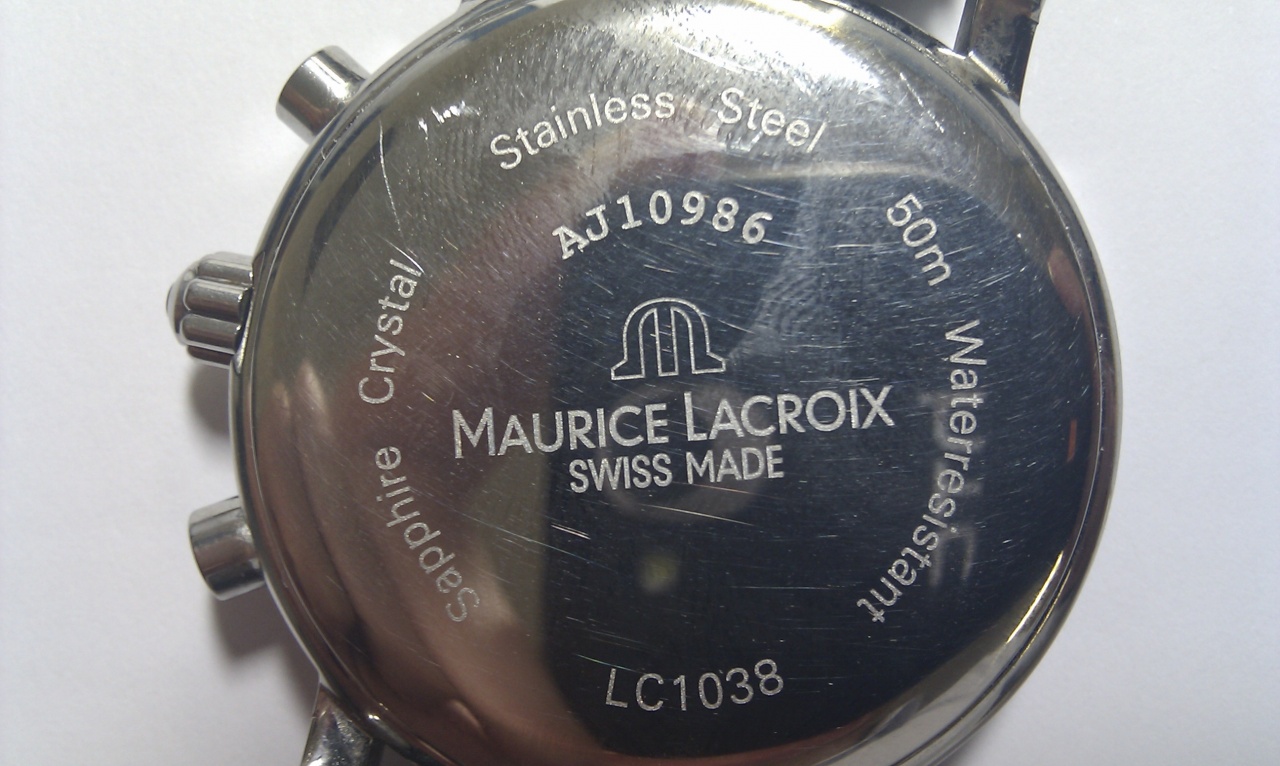 Stainless Steel
AJ10986
50m Waterresistant
Sapphire Crystal
MAURICE LACROIX
SWISS MADE
LC1038